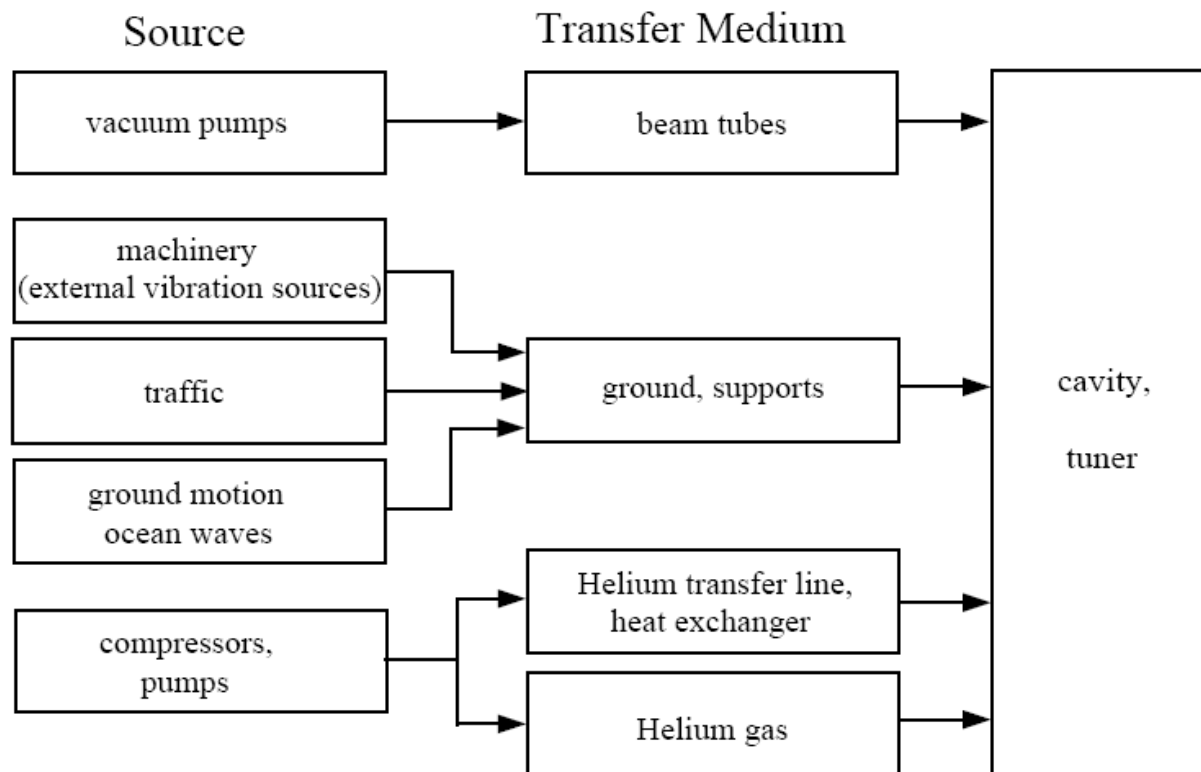 Source
Transfer Medium
vacuum pumps
beam tubes
machinery
(external vibration sources)
traffic
ground, supports
cavity,
tuner
ground motion
ocean waves
Helium transfer line,
heat exchanger
compressors,
pumps
Helium gas